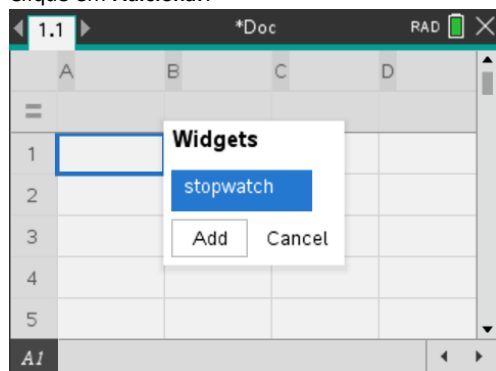 1.1 *Doc RAD
A B C D
=
1
2
3
4
5
Widgets
stopwatch
Add Cancel
A1